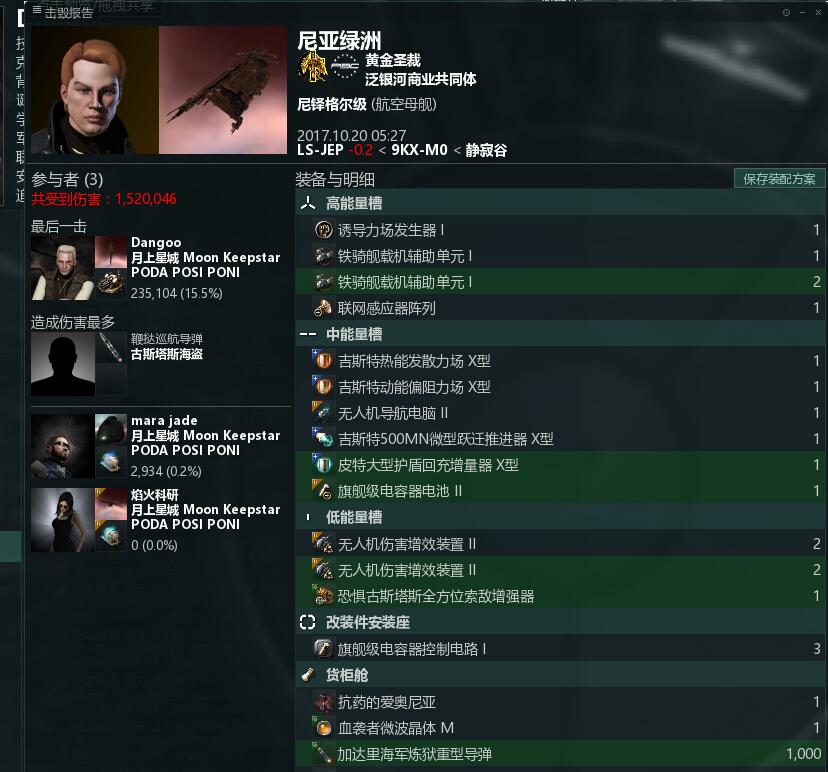 击毁报告
尼亚绿洲
黄金圣裁
泛银河商业共同体
尼铎格尔级 (航空母舰)
2017.10.20 05:27
LS-JEP -0.2 < 9KX-M0 < 静寂谷
参与者 (3)
共受到伤害：1,520,046
最后一击
Dangoo
月上星城 Moon Keepstar
PODA POSI PONI
235,104 (15.5%)
造成伤害最多
鞭挞巡航导弹
古斯塔斯海盗
mara jade
月上星城 Moon Keepstar
PODA POSI PONI
2,934 (0.2%)
焰火科研
月上星城 Moon Keepstar
PODA POSI PONI
0 (0.0%)
装备与明细
保存装配方案
高能量槽
诱导力场发生器 I 1
铁骑舰载机辅助单元 I 1
铁骑舰载机辅助单元 I 2
联网感应器阵列 1
中能量槽
吉斯特热能发散力场 X型 1
吉斯特动能偏阻力场 X型 1
无人机导航电脑 II 1
吉斯特500MN微型跃迁推进器 X型 1
皮特大型护盾回充增量器 X型 1
旗舰级电容器电池 II 1
低能量槽
无人机伤害增效装置 II 2
无人机伤害增效装置 II 2
恐惧古斯塔斯全方位索敌增强器 1
改装件安装座
旗舰级电容器控制电路 I 3
货柜舱
抗药的爱奥尼亚 1
血袭者微波晶体 M 1
加达里海军炼狱重型导弹 1,000